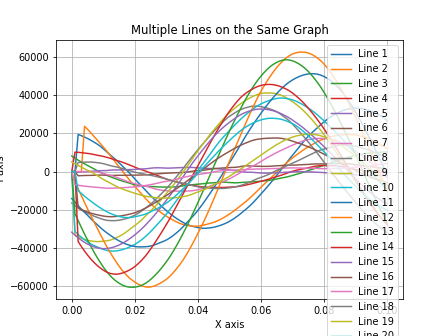 Multiple Lines on the Same Graph
60000
40000
20000
0
−20000
−40000
−60000
0.00
0.02
0.04
0.06
X axis
Line 1
Line 2
Line 3
Line 4
Line 5
Line 6
Line 7
Line 8
Line 9
Line 10
Line 11
Line 12
Line 13
Line 14
Line 15
Line 16
Line 17
Line 18
Line 19
Line 20